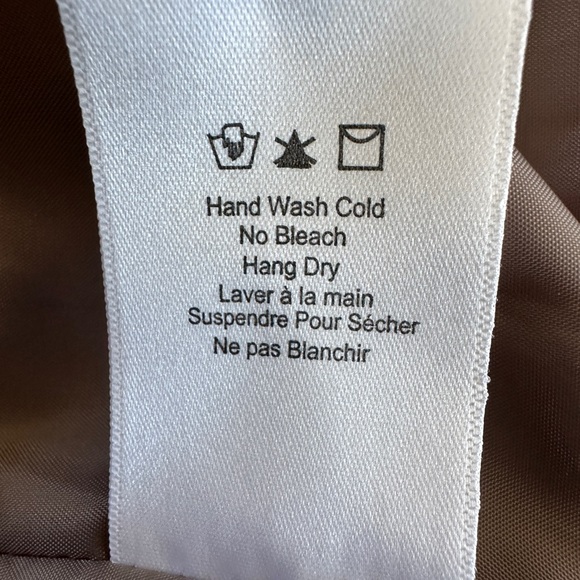 Hand Wash Cold
No Bleach
Hang Dry
Laver à la main
Suspendre Pour Sécher
Ne pas Blanchir